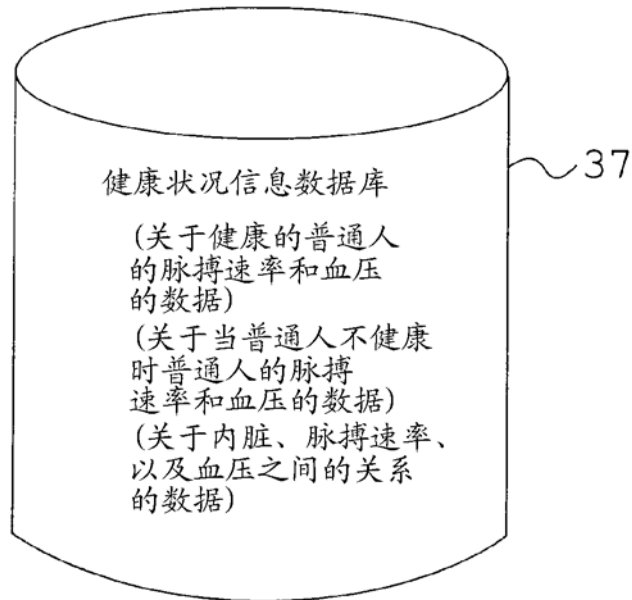 健康状况信息数据库
37
(关于健康的普通人
的脉搏速率和血压
的数据)
(关于当普通人不健康
时普通人的脉搏
速率和血压的数据)
(关于内脏、脉搏速率、
以及血压之间的关系
的数据)